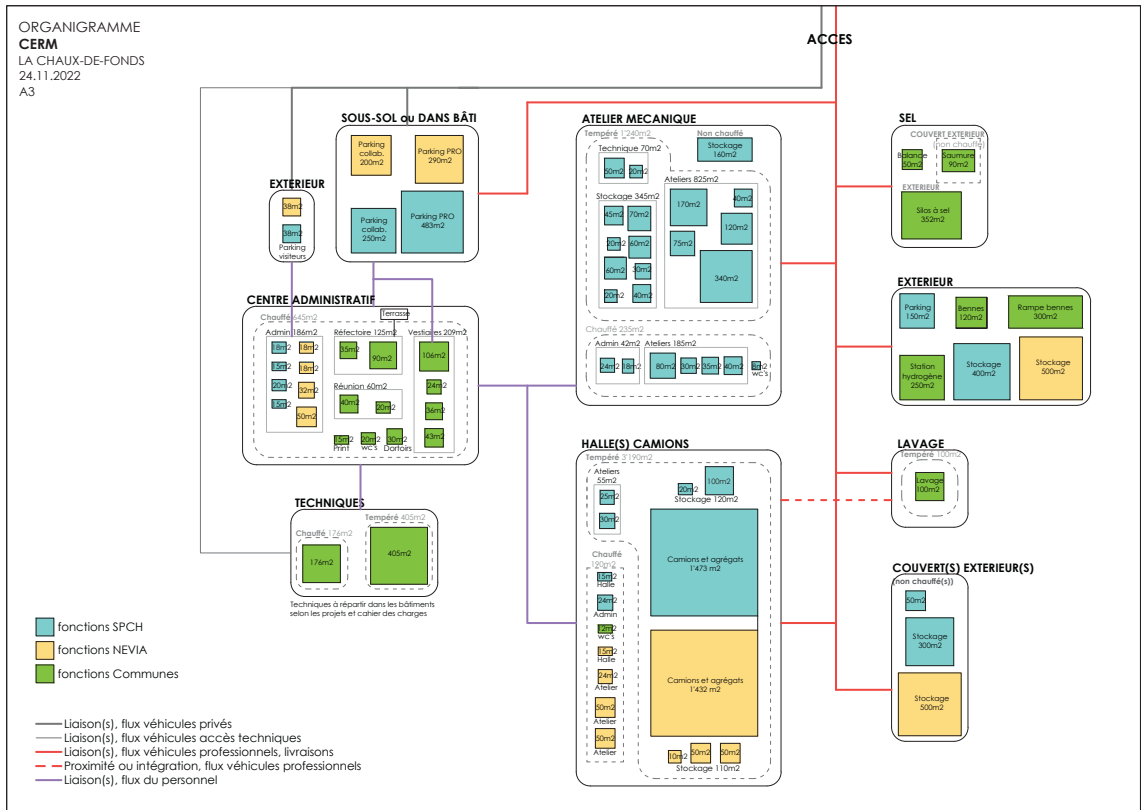 ORGANIGRAMME
CERM
LA CHAUX-DE-FONDS
24.11.2022
A3
ACCES
SOUS-SOL ou DANS BÂTI
Parking
collab.
200m2
Parking PRO
290m2
Parking
collab.
250m2
Parking PRO
483m2
EXTERIEUR
38m2
38m2
Parking
visiteurs
CENTRE ADMINISTRATIF
Chauffé 645m2
Terrasse
Admin 186m2
18m2
18m2
15m2
18m2
20m2
32m2
15m2
50m2
Réfectoire 125m2
35m2
90m2
Réunion 60m2
40m2
20m2
15m2
Print
20m2
WC's
30m2
Dortoirs
Vestiaires 209m2
106m2
24m2
36m2
43m2
TECHNIQUES
Chauffé 176m2
176m2
Tempéré 405m2
405m2
Techniques à répartir dans les bâtiments
selon les projets et cahier des charges
ATELIER MECANIQUE
Tempéré 1'240m2
Non chauffé
Stockage
160m2
Technique 70m2
50m2
20m2
Stockage 345m2
45m2
70m2
20m2
60m2
60m2
30m2
20m2
40m2
Ateliers 825m2
170m2
40m2
120m2
75m2
340m2
Chauffé 235m2
Admin 42m2
24m2
18m2
Ateliers 185m2
80m2
30m2
35m2
40m2
8m2
WC's
HALLE(S) CAMIONS
Tempéré 3'190m2
Ateliers
55m2
25m2
30m2
20m2
100m2
Stockage 120m2
Camions et agrégats
1'473 m2
Camions et agrégats
1'432 m2
10m2
50m2
50m2
Stockage 110m2
Chauffé
190m2
15m2
Halle
24m2
Admin
12m2
WC's
15m2
Halle
24m2
Atelier
50m2
Atelier
50m2
Atelier
SEL
COUVERT EXTERIEUR
(non chauffé)
Balance
50m2
Saumure
90m2
EXTERIEUR
Silos à sel
352m2
EXTERIEUR
Parking
150m2
Bennes
120m2
Rampe bennes
300m2
Station
hydrogène
250m2
Stockage
400m2
Stockage
500m2
LAVAGE
Tempéré 100m2
Lavage
100m2
COUVERT(S) EXTERIEUR(S)
(non chauffé(s))
50m2
Stockage
300m2
Stockage
500m2
fonctions SPCH
fonctions NEVIA
fonctions Communes
Liaison(s), flux véhicules privés
Liaison(s), flux véhicules accès techniques
Liaison(s), flux véhicules professionnels, livraisons
Proximité ou intégration, flux véhicules professionnels
Liaison(s), flux du personnel